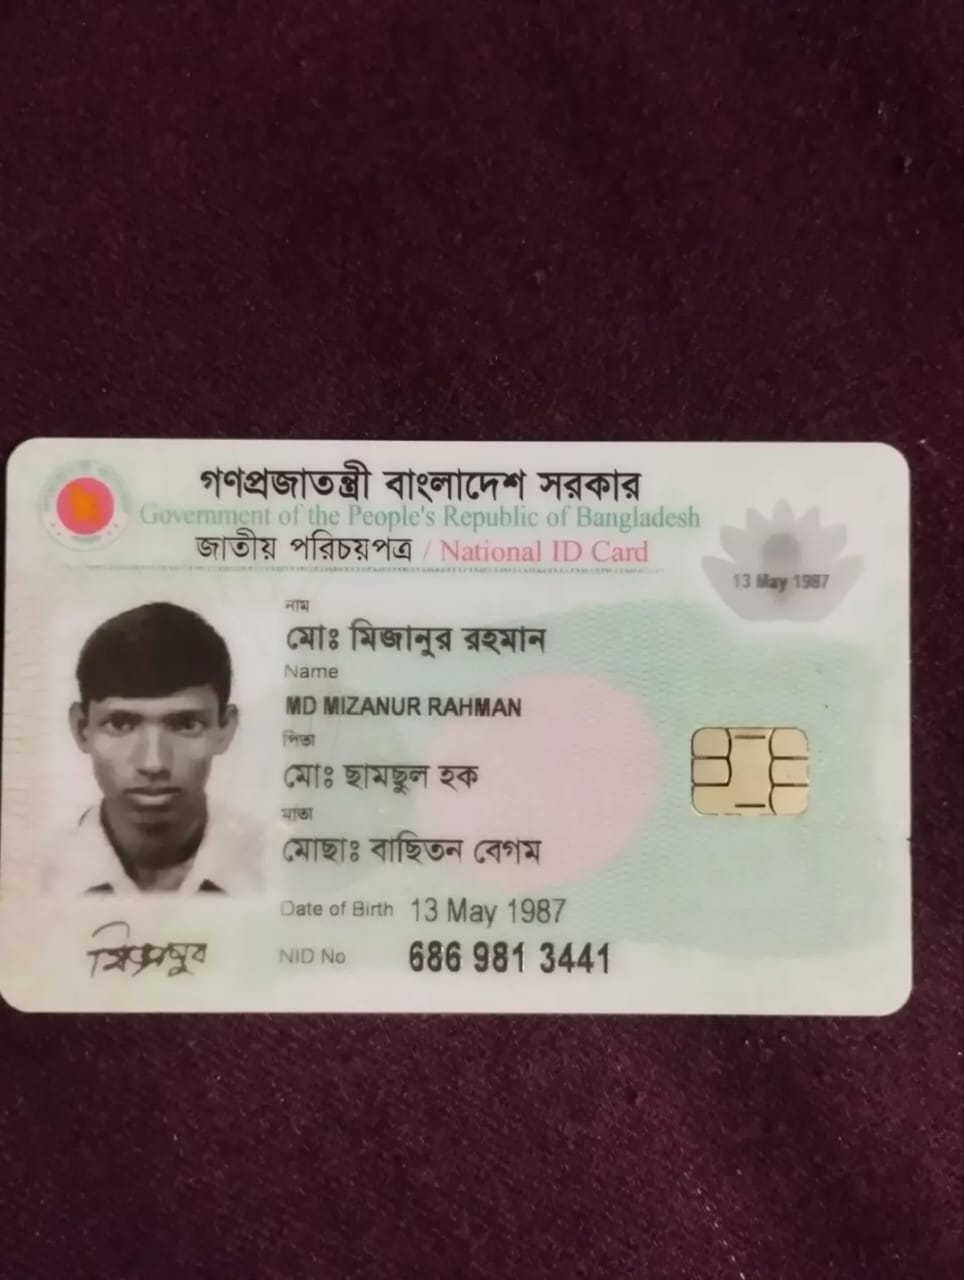 গণপ্রজাতন্ত্রী বাংলাদেশ সরকার
Government of the People's Republic of Bangladesh
জাতীয় পরিচয়পত্র / National ID Card
13 May 1987
নাম
মোঃ মিজানুর রহমান
Name
MD MIZANUR RAHMAN
পিতা
মোঃ ছামছুল হক
মাতা
মোছাঃ বাছিতন বেগম
Date of Birth 13 May 1987
NID No 686 981 3441
মিজানুর